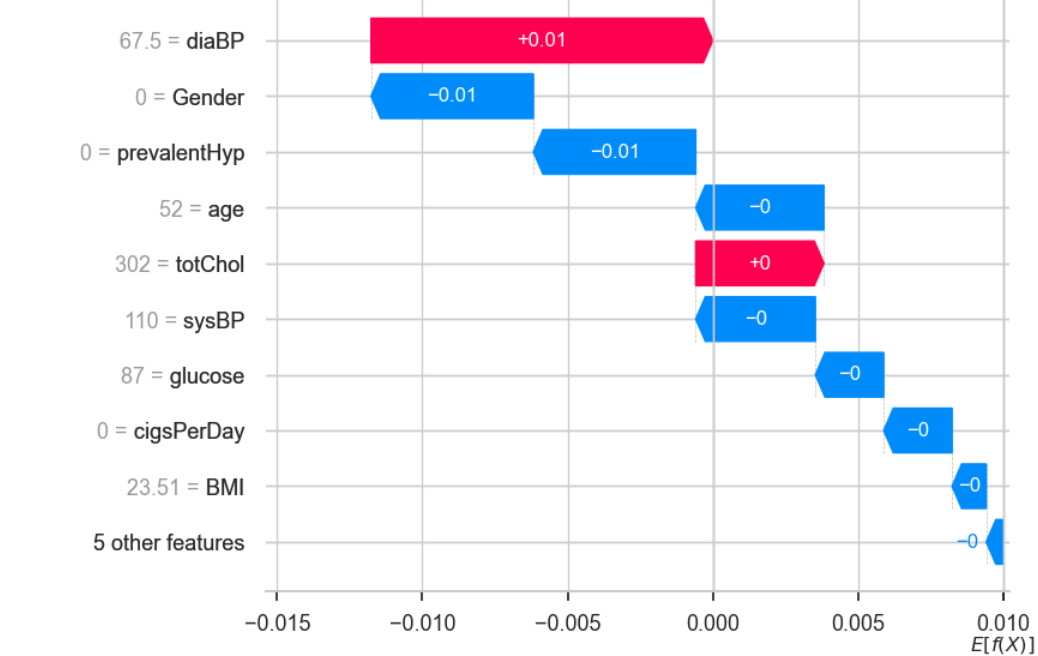 67.5 = diaBP
+0.01
0 = Gender
−0.01
0 = prevalentHyp
−0.01
52 = age
−0
302 = totChol
+0
110 = sysBP
−0
87 = glucose
−0
0 = cigsPerDay
−0
23.51 = BMI
−0
5 other features
−0
−0.015 −0.010 −0.005 0.000 0.005 0.010
E[f(X)]